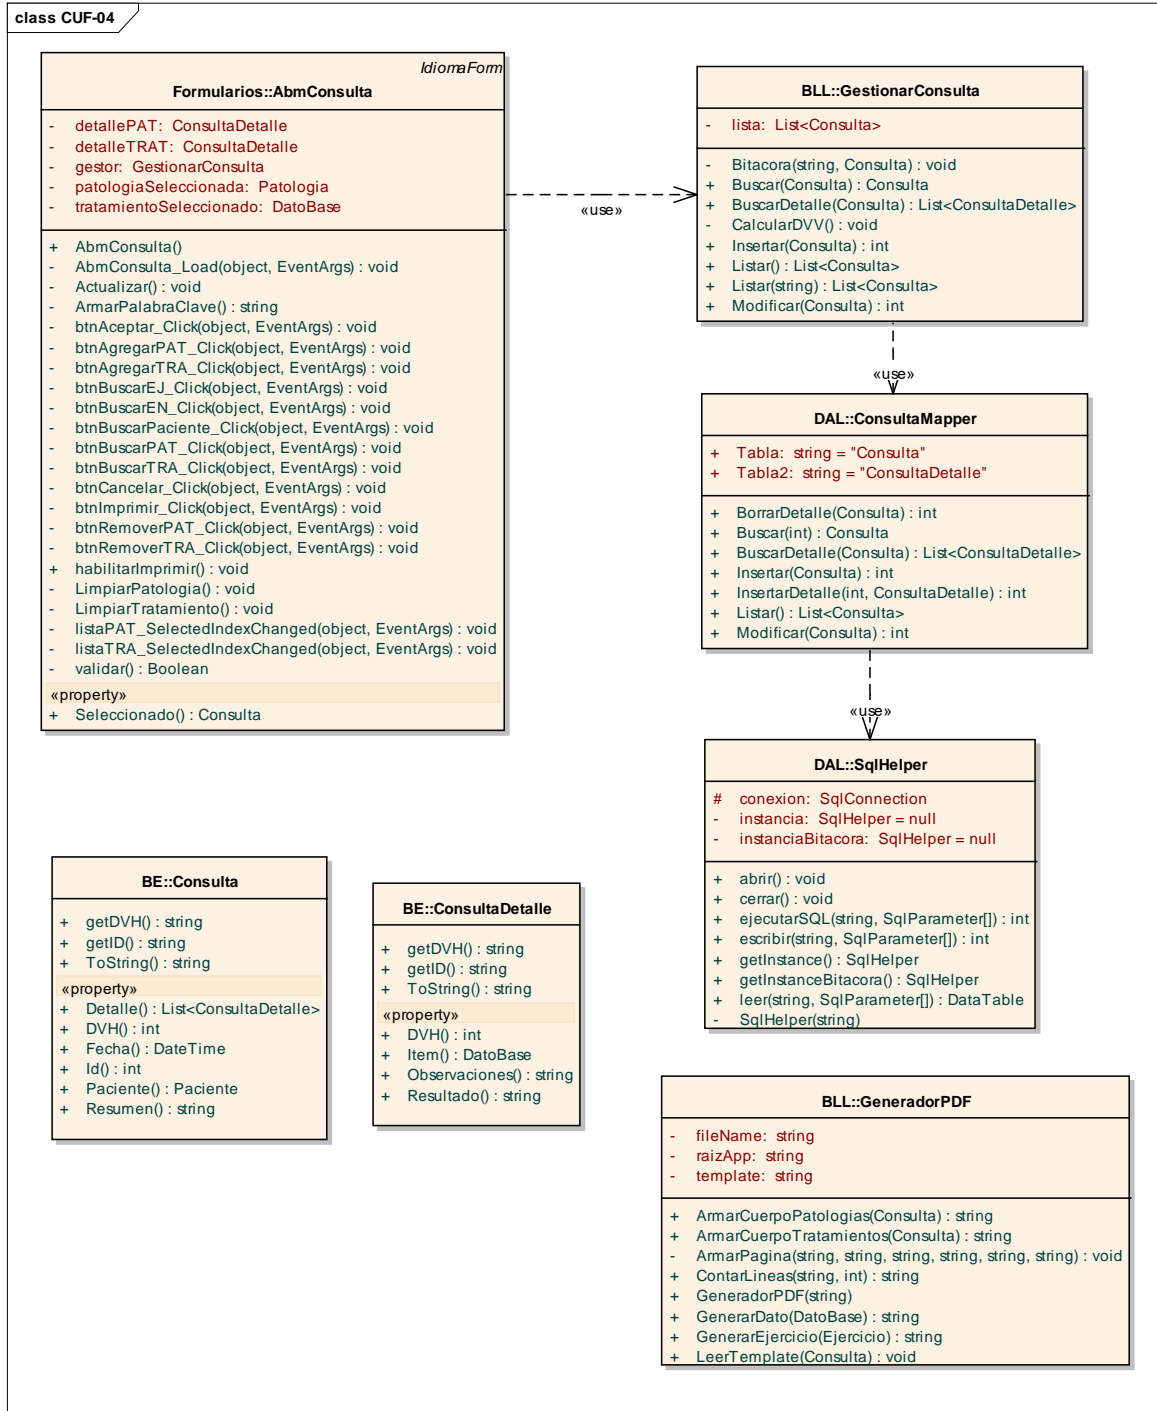 class CUF-04
IdiomaForm
Formularios::AbmConsulta
- detallePAT: ConsultaDetalle
- detalleTRAT: ConsultaDetalle
- gestor: GestionarConsulta
- patologiaSeleccionada: Patologia
- tratamientoSeleccionado: DatoBase
+ AbmConsulta()
- AbmConsulta_Load(object, EventArgs) : void
- Actualizar() : void
- ArmarPalabraClave() : string
- btnAceptar_Click(object, EventArgs) : void
- btnAgregarPAT_Click(object, EventArgs) : void
- btnAgregarTRA_Click(object, EventArgs) : void
- btnBuscarEJ_Click(object, EventArgs) : void
- btnBuscarEN_Click(object, EventArgs) : void
- btnBuscarPaciente_Click(object, EventArgs) : void
- btnBuscarPAT_Click(object, EventArgs) : void
- btnBuscarTRA_Click(object, EventArgs) : void
- btnCancelar_Click(object, EventArgs) : void
- btnImprimir_Click(object, EventArgs) : void
- btnRemoverPAT_Click(object, EventArgs) : void
- btnRemoverTRA_Click(object, EventArgs) : void
+ habilitarImprimir() : void
- LimpiarPatologia() : void
- LimpiarTratamiento() : void
- listaPAT_SelectedIndexChanged(object, EventArgs) : void
- listaTRA_SelectedIndexChanged(object, EventArgs) : void
- validar() : Boolean
«property»
+ Seleccionado() : Consulta
«use»
BLL::GestionarConsulta
- lista: List<Consulta>
- Bitacora(string, Consulta) : void
+ Buscar(Consulta) : Consulta
+ BuscarDetalle(Consulta) : List<ConsultaDetalle>
- CalcularDVV() : void
+ Insertar(Consulta) : int
+ Listar() : List<Consulta>
+ Listar(string) : List<Consulta>
+ Modificar(Consulta) : int
«use»
DAL::ConsultaMapper
+ Tabla: string = "Consulta"
+ Tabla2: string = "ConsultaDetalle"
+ BorrarDetalle(Consulta) : int
+ Buscar(int) : Consulta
+ BuscarDetalle(Consulta) : List<ConsultaDetalle>
+ Insertar(Consulta) : int
+ InsertarDetalle(int, ConsultaDetalle) : int
+ Listar() : List<Consulta>
+ Modificar(Consulta) : int
«use»
DAL::SqlHelper
# conexion: SqlConnection
- instancia: SqlHelper = null
- instanciaBitacora: SqlHelper = null
+ abrir() : void
+ cerrar() : void
+ ejecutarSQL(string, SqlParameter[]) : int
+ escribir(string, SqlParameter[]) : int
+ getInstance() : SqlHelper
+ getInstanceBitacora() : SqlHelper
+ leer(string, SqlParameter[]) : DataTable
- SqlHelper(string)
BE::Consulta
+ getDVH() : string
+ getID() : string
+ ToString() : string
«property»
+ Detalle() : List<ConsultaDetalle>
+ DVH() : int
+ Fecha() : DateTime
+ Id() : int
+ Paciente() : Paciente
+ Resumen() : string
BE::ConsultaDetalle
+ getDVH() : string
+ getID() : string
+ ToString() : string
«property»
+ DVH() : int
+ Item() : DatoBase
+ Observaciones() : string
+ Resultado() : string
BLL::GeneradorPDF
- fileName: string
- raizApp: string
- template: string
+ ArmarCuerpoPatologias(Consulta) : string
+ ArmarCuerpoTratamientos(Consulta) : string
- ArmarPagina(string, string, string, string, string, string) : void
+ ContarLineas(string, int) : string
+ GeneradorPDF(string)
+ GenerarDato(DatoBase) : string
+ GenerarEjercicio(Ejercicio) : string
+ LeerTemplate(Consulta) : void